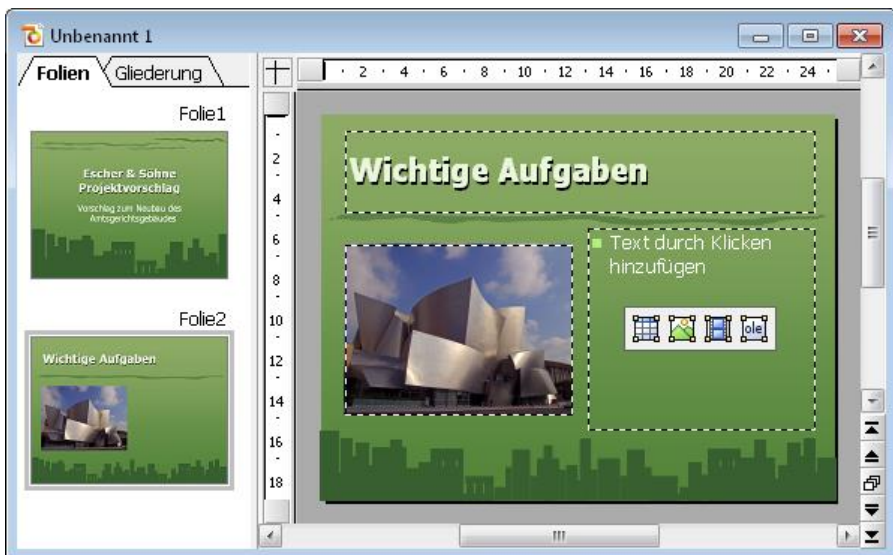 Unbenannt 1
Folien Gliederung
Folie1
Escher & Söhne
Projektvorschlag
Vorschlag zum Neubau des
Amtsgerichtsgebäudes
Folie2
Wichtige Aufgaben
2 4 6 8 10 12 14 16 18 20 22 24
2
4
6
8
10
12
14
16
18
Wichtige Aufgaben
Text durch Klicken
hinzufügen
ole